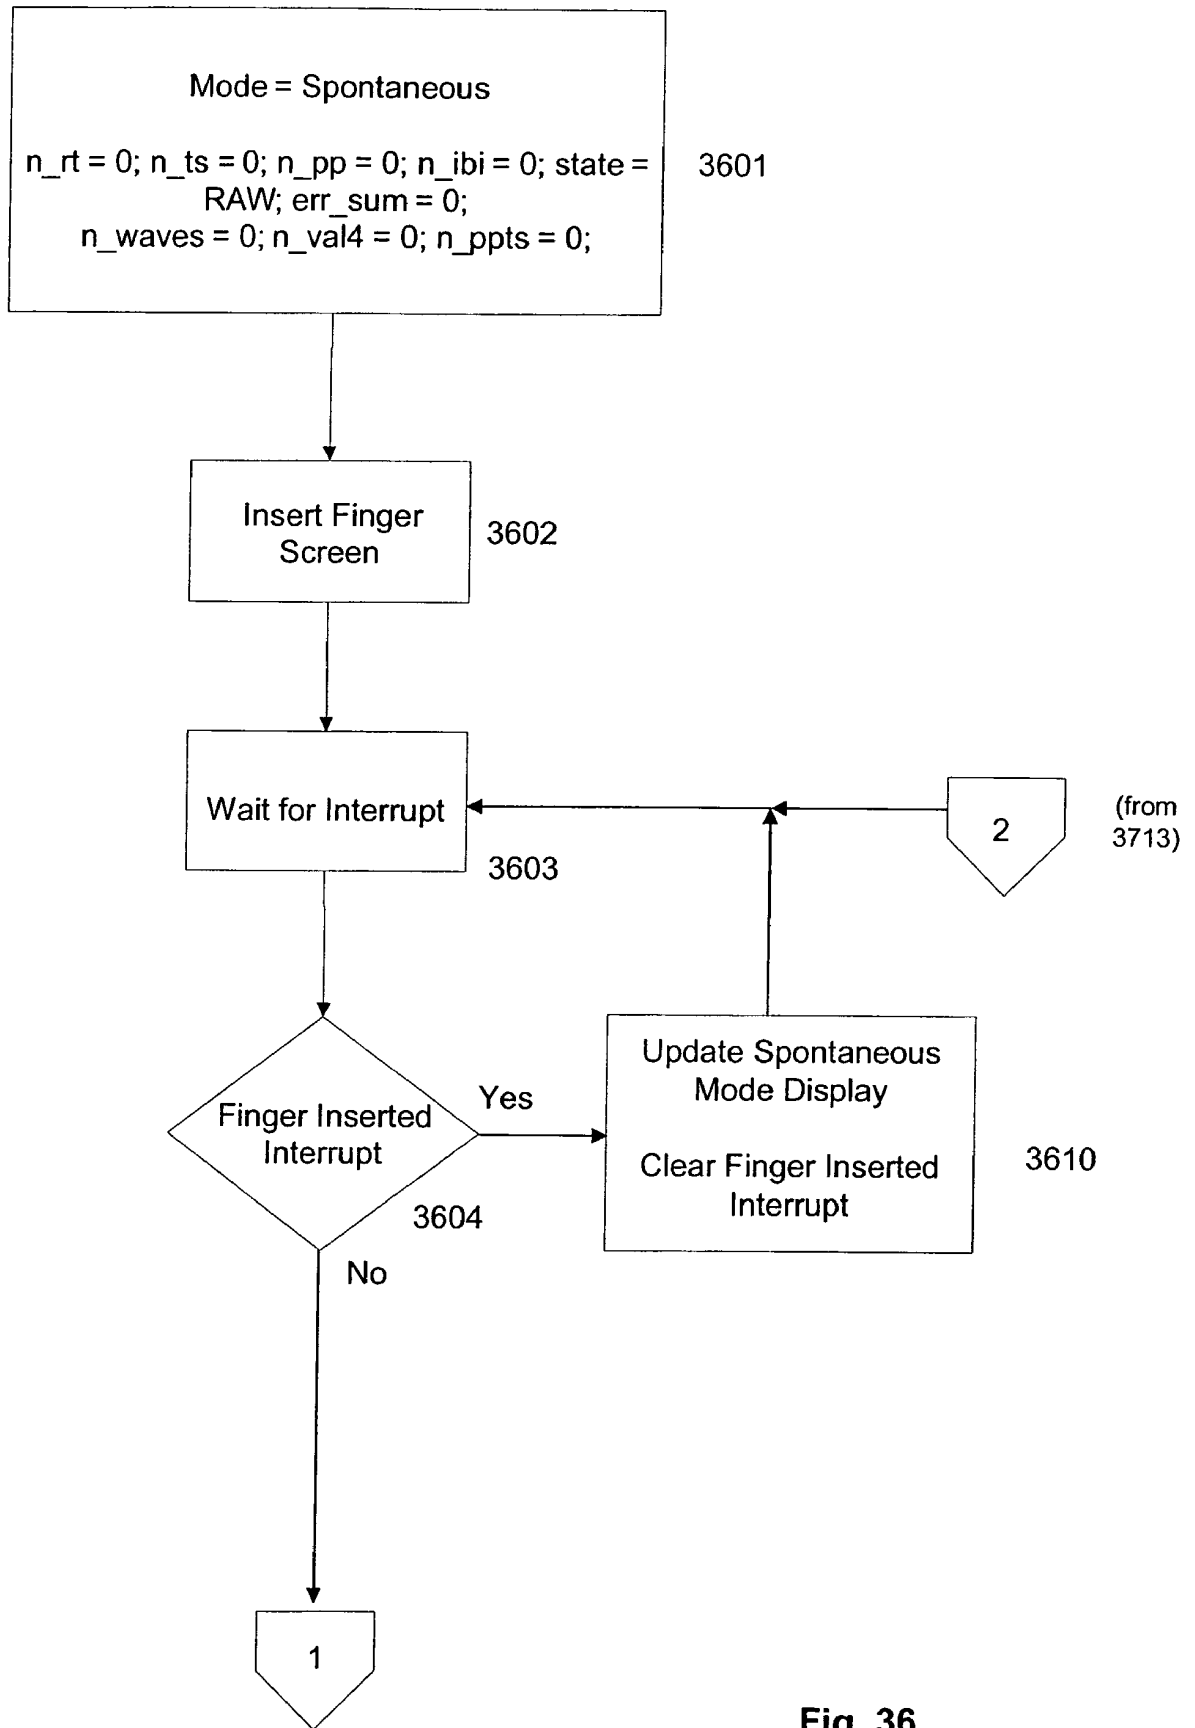 Mode = Spontaneous
n_rt = 0; n_ts = 0; n_pp = 0; n_ibi = 0; state =
RAW; err_sum = 0;
n_waves = 0; n_val4 = 0; n_ppts = 0;
3601
Insert Finger
Screen
3602
Wait for Interrupt
3603
2
(from
3713)
Finger Inserted
Interrupt
3604
Yes
No
Update Spontaneous
Mode Display
Clear Finger Inserted
Interrupt
3610
1
Fig. 36